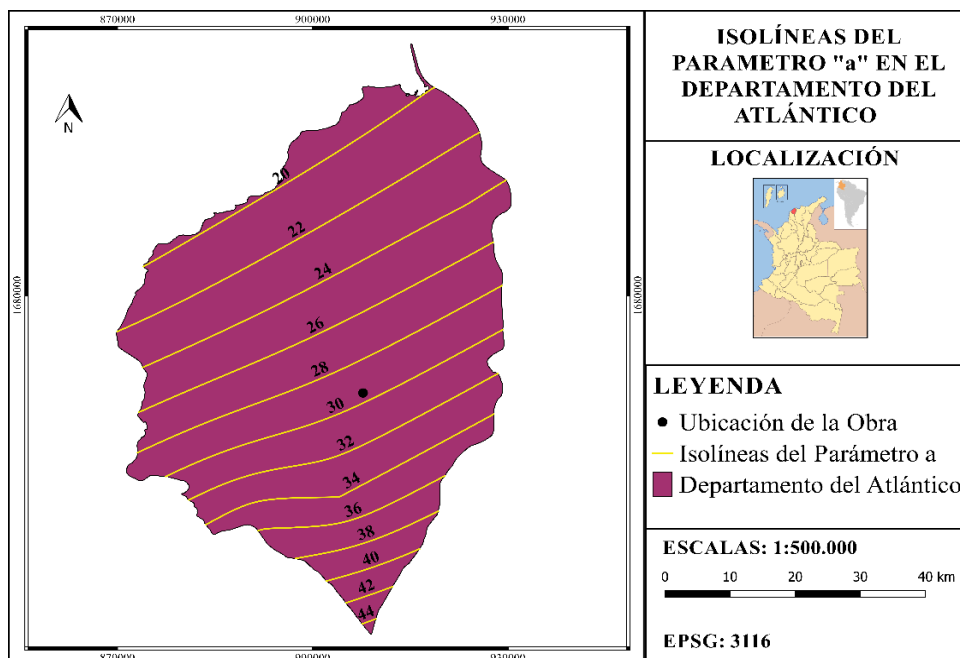 870000
900000
930000
1680000
1680000
N
20
22
24
26
28
30
32
34
36
38
40
42
44
870000
900000
930000
ISOLÍNEAS DEL
PARAMETRO "a" EN EL
DEPARTAMENTO DEL
ATLÁNTICO
LOCALIZACIÓN
LEYENDA
Ubicación de la Obra
Isolíneas del Parámetro a
Departamento del Atlántico
ESCALAS: 1:500.000
0 10 20 30 40 km
EPSG: 3116